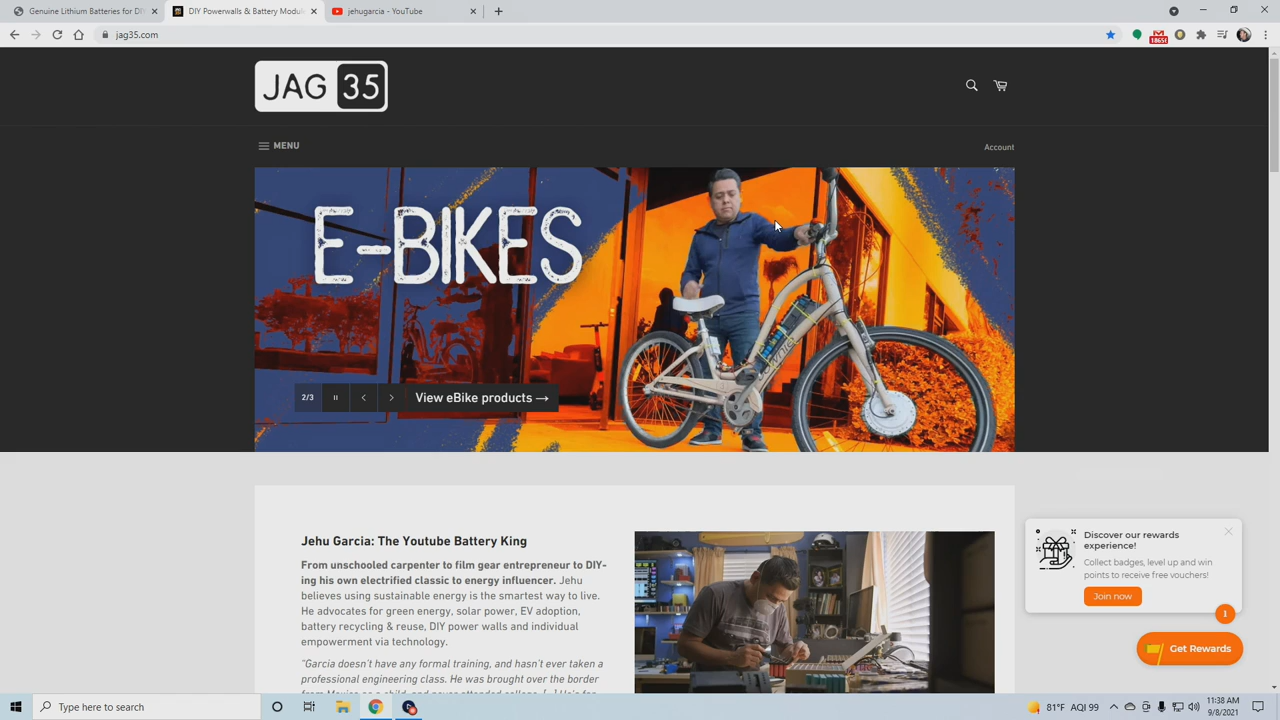 Genuine Lithium Batteries for DI
DIY Powerwalls & Battery Module
jehugarcia - YouTube
jag35.com
1865!
JAG 35
MENU
Account
E-BIKES
2/3
View eBike products →
Jehu Garcia: The Youtube Battery King
From unschooled carpenter to film gear entrepreneur to DIY-
ing his own electrified classic to energy influencer. Jehu
believes using sustainable energy is the smartest way to live.
He advocates for green energy, solar power, EV adoption,
battery recycling & reuse, DIY power walls and individual
empowerment via technology.
"Garcia doesn't have any formal training, and hasn't ever taken a
professional engineering class. He was brought over the border
Discover our rewards
experience!
Collect badges, level up and win
points to receive free vouchers!
Join now
1
Get Rewards
Type here to search
81°F AQI 99
11:38 AM
9/8/2021